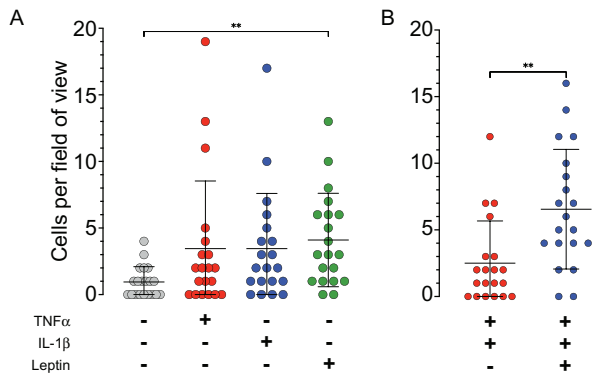 A
B
**
**
Cells per field of view
20
15
10
5
0
20
15
10
5
0
TNFα - + - - + +
IL-1β - - + - + +
Leptin - - - + - +